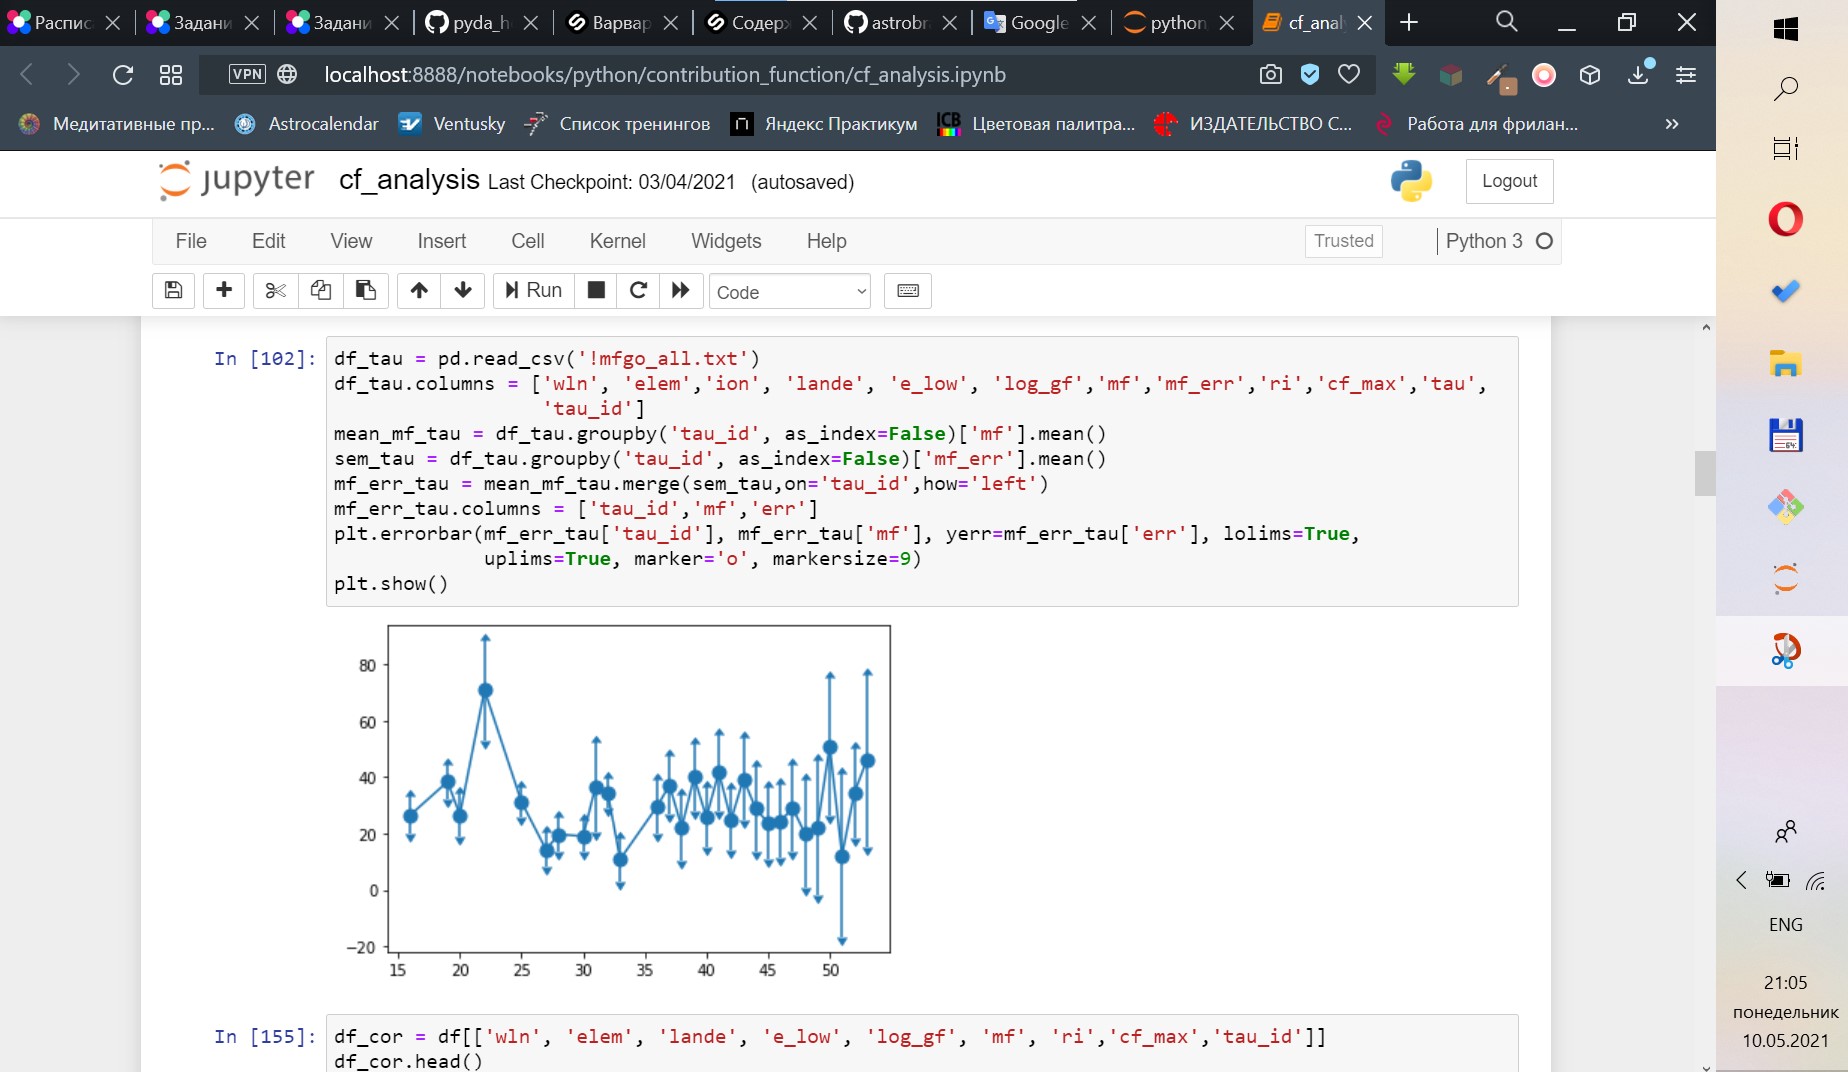 Распис
Задани
Задани
pyda_h
Варвар
Содерж
astrobr
Google
python
cf_anal
VPN
localhost:8888/notebooks/python/contribution_function/cf_analysis.ipynb
Медитативные пр...
Astrocalendar
Ventusky
Список тренингов
Яндекс Практикум
ICB
Цветовая палитра...
ИЗДАТЕЛЬСТВО С...
Работа для фрилан...
»
jupyter cf_analysis Last Checkpoint: 03/04/2021 (autosaved)
Logout
File Edit View Insert Cell Kernel Widgets Help
Trusted
Python 3
Run
Code
In [102]:
df_tau = pd.read_csv('!mfgo_all.txt')
df_tau.columns = ['wln', 'elem','ion', 'lande', 'e_low', 'log_gf','mf','mf_err','ri','cf_max','tau',
'tau_id']
mean_mf_tau = df_tau.groupby('tau_id', as_index=False)['mf'].mean()
sem_tau = df_tau.groupby('tau_id', as_index=False)['mf_err'].mean()
mf_err_tau = mean_mf_tau.merge(sem_tau,on='tau_id',how='left')
mf_err_tau.columns = ['tau_id','mf','err']
plt.errorbar(mf_err_tau['tau_id'], mf_err_tau['mf'], yerr=mf_err_tau['err'], lolims=True,
uplims=True, marker='o', markersize=9)
plt.show()
80
60
40
20
0
−20
15 20 25 30 35 40 45 50
In [155]:
df_cor = df[['wln', 'elem', 'lande', 'e_low', 'log_gf', 'mf', 'ri','cf_max','tau_id']]
df_cor.head()
64
ENG
21:05
понедельник
10.05.2021